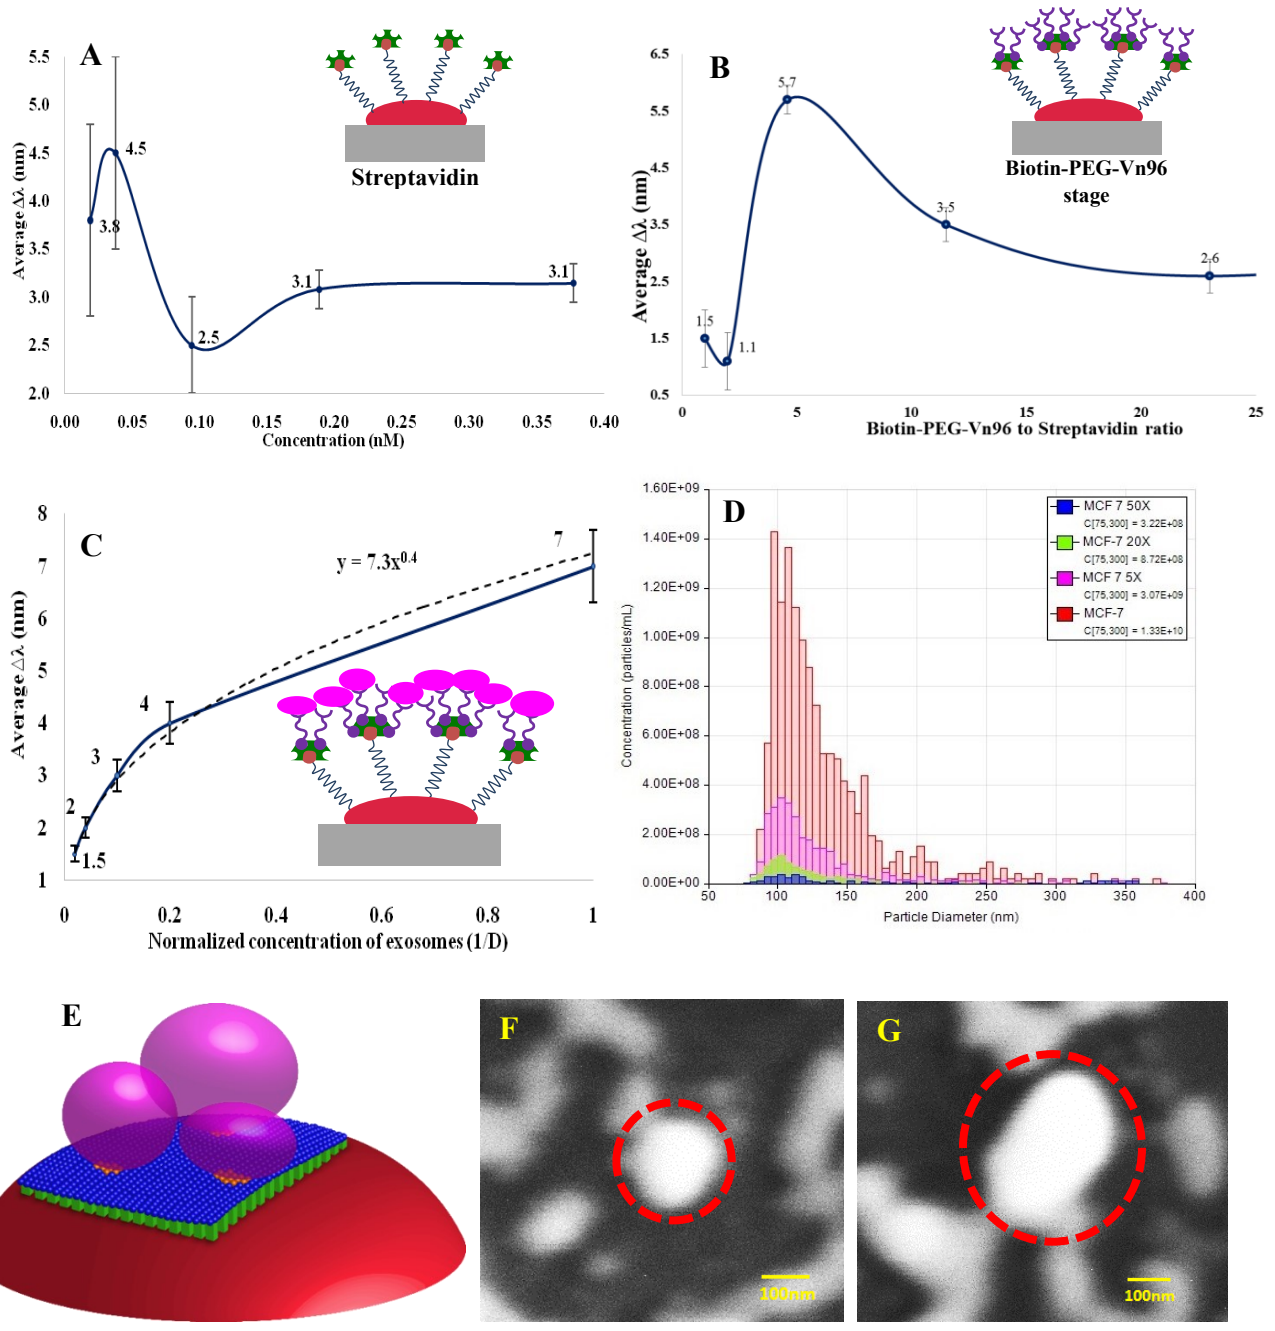 A
5.5
5.0
4.5
4.0
3.5
3.0
2.5
2.0
Average Δλ (nm)
4.5
3.8
2.5
3.1
3.1
Streptavidin
0.00 0.05 0.10 0.15 0.20 0.25 0.30 0.35 0.40
Concentration (nM)
B
6.5
5.5
4.5
3.5
2.5
1.5
0.5
Average Δλ (nm)
5.7
3.5
2.6
1.5
1.1
Biotin-PEG-Vn96
stage
0 5 10 15 20 25
Biotin-PEG-Vn96 to Streptavidin ratio
C
8
7
6
5
4
3
2
1
Average Δλ (nm)
y = 7.3x^0.4
7
4
3
2
1.5
0 0.2 0.4 0.6 0.8 1
Normalized concentration of exosomes (1/D)
D
1.60E+09
1.40E+09
1.20E+09
1.00E+09
8.00E+08
6.00E+08
4.00E+08
2.00E+08
0.00E+00
Concentration (particles/mL)
MCF 7 50X
C[75,300] = 3.22E+08
MCF-7 20X
C[75,300] = 8.72E+08
MCF 7 5X
C[75,300] = 3.07E+09
MCF-7
C[75,300] = 1.33E+10
50 100 150 200 250 300 350 400
Particle Diameter (nm)
E
F
100nm
G
100nm